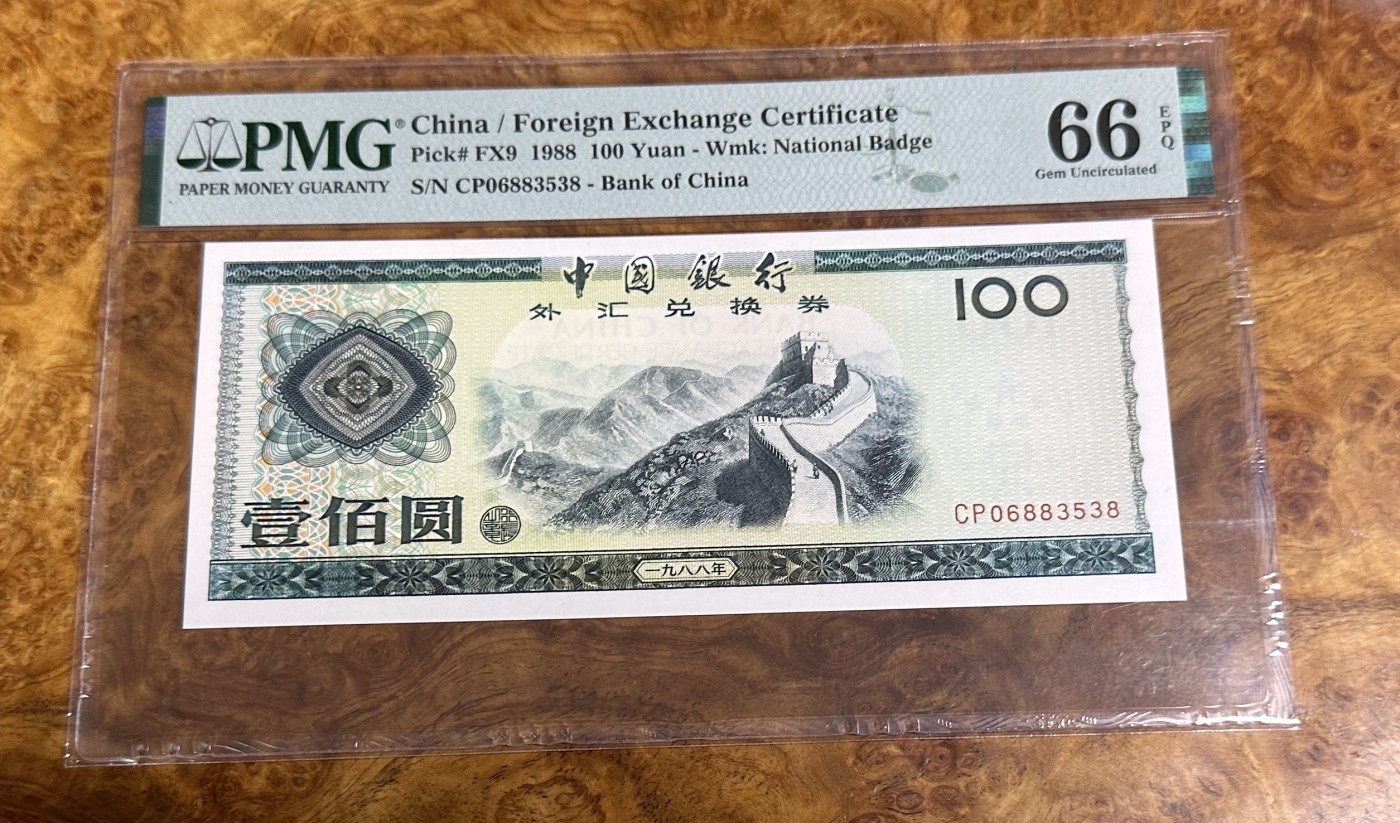 PMG® China / Foreign Exchange Certificate
Pick# FX9 1988 100 Yuan - Wmk: National Badge
PAPER MONEY GUARANTY S/N CP06883538 - Bank of China
66 EPQ
Gem Uncirculated
中國銀行
外汇兑换券
100
壹佰圆
CP06883538
一九八八年